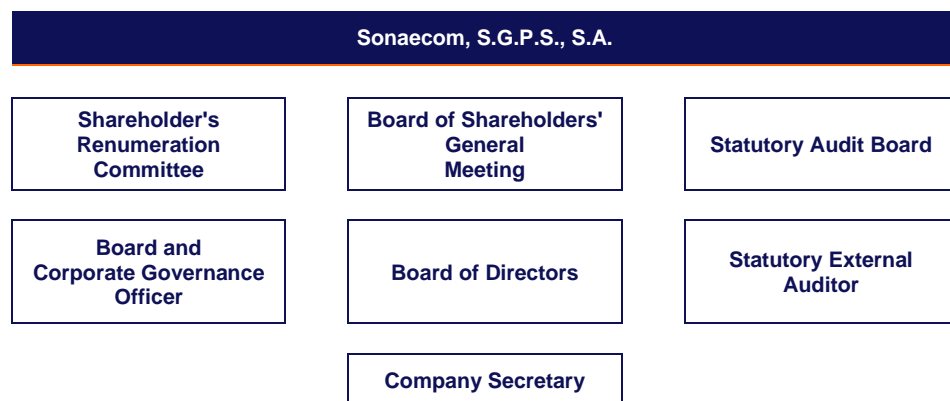 Sonaecom, S.G.P.S., S.A.
Shareholder's
Renumeration
Committee
Board of Shareholders'
General
Meeting
Statutory Audit Board
Board and
Corporate Governance
Officer
Board of Directors
Statutory External
Auditor
Company Secretary